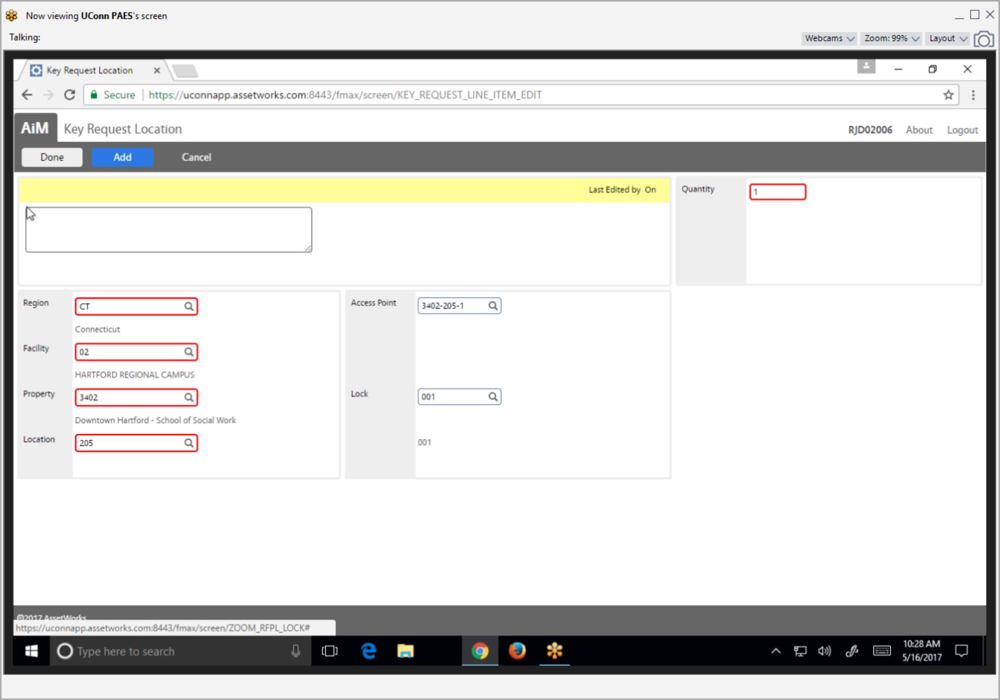 Now viewing UConn PAES's screen
Talking:
Webcams Zoom: 99% Layout
Key Request Location
Secure https://uconnapp.assetworks.com:8443/fmax/screen/KEY_REQUEST_LINE_ITEM_EDIT
AiM Key Request Location RJD02006 About Logout
Done Add Cancel
Last Edited by On
Quantity 1
Region CT
Connecticut
Facility 02
HARTFORD REGIONAL CAMPUS
Property 3402
Downtown Hartford - School of Social Work
Location 205
Access Point 3402-205-1
Lock 001
001
©2017 AssetWorks
https://uconnapp.assetworks.com:8443/fmax/screen/ZOOM_RFPL_LOCK#
Type here to search
10:28 AM
5/16/2017